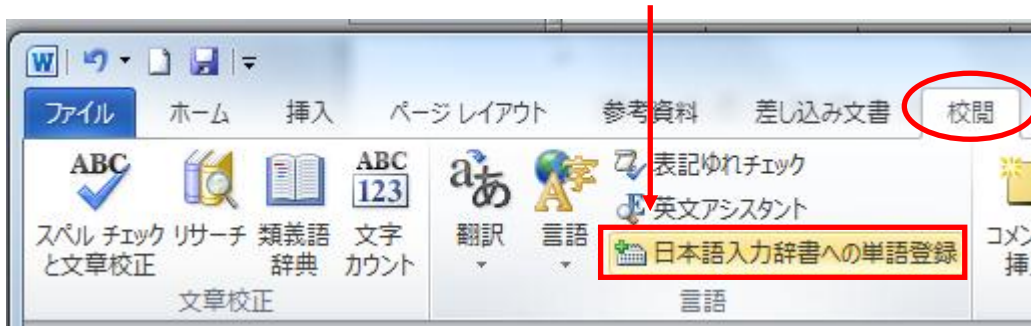 W
ファイル ホーム 挿入 ページ レイアウト 参考資料 差し込み文書 校閲
ABC
スペル チェック
と文章校正
リサーチ
類義語
辞典
ABC
123
文字
カウント
文章校正
aあ
翻訳
A字
言語
表記ゆれチェック
英文アシスタント
日本語入力辞書への単語登録
言語